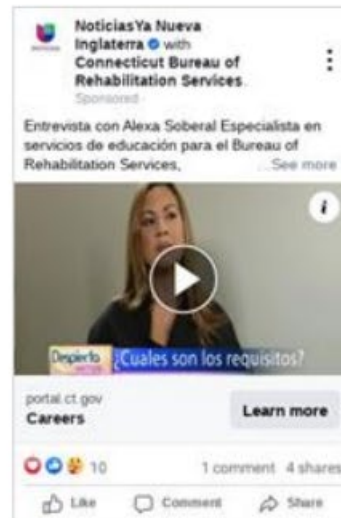 NoticiasYa Nueva
Inglaterra with
Connecticut Bureau of
Rehabilitation Services.
Sponsored
Entrevista con Alexa Soberal Especialista en
servicios de educación para el Bureau of
Rehabilitation Services, ...See more
i
Despierta ¿Cuales son los requisitos?
portal.ct.gov
Careers
Learn more
10 1 comment 4 shares
Like Comment Share